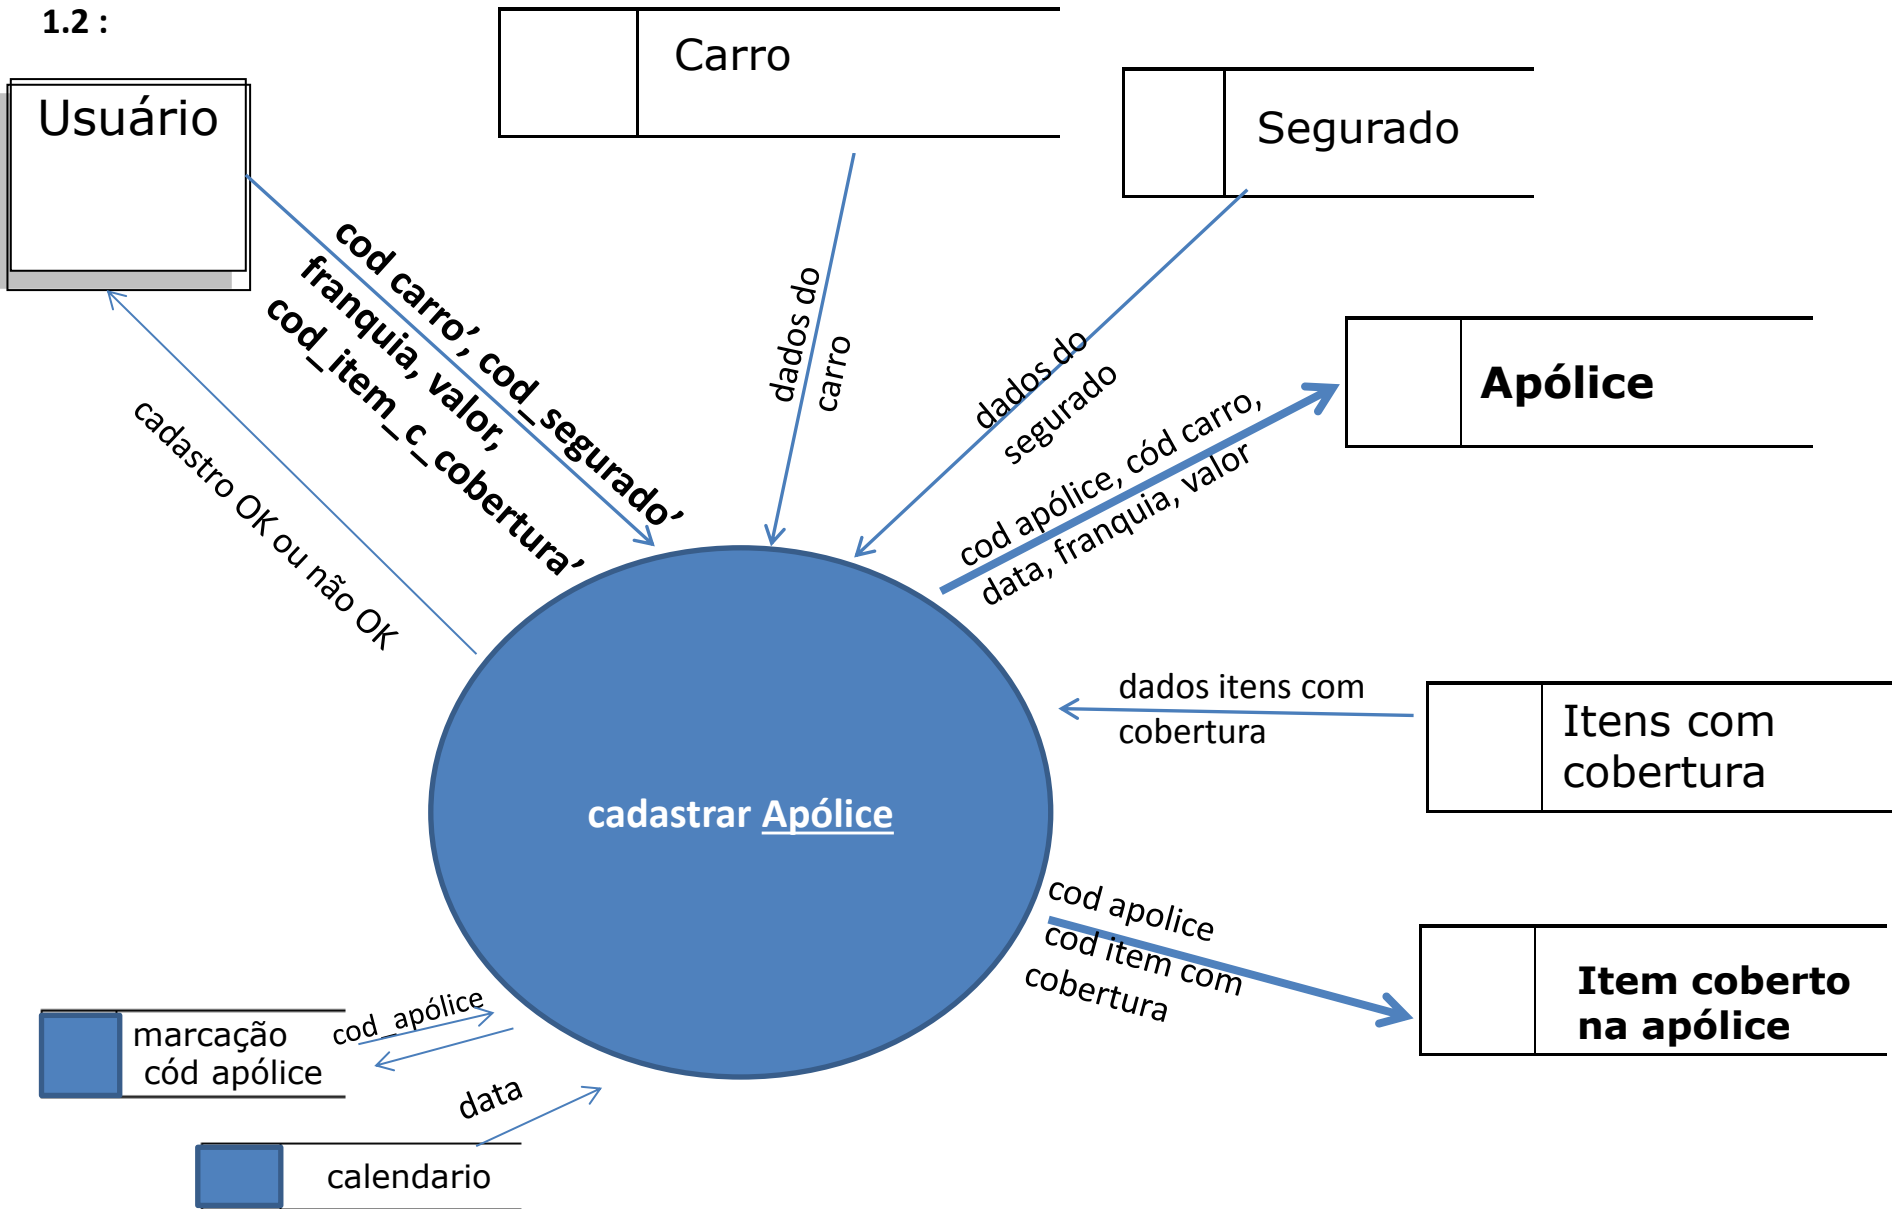 1.2 :
Usuário
Carro
Segurado
cod carro’, cod_segurado’
franquia, valor,
cod_item_c_cobertura’
dados do
carro
dados do
segurado
Apólice
cadastro OK ou não OK
cod apólice, cód carro,
data, franquia, valor
dados itens com
cobertura
Itens com
cobertura
cadastrar Apólice
cod apolice
cod item com
cobertura
Item coberto
na apólice
marcação
cód apólice
cod_apólice
data
calendario